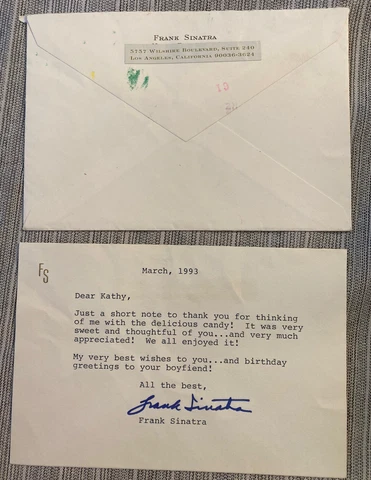 FRANK SINATRA
5757 WILSHIRE BOULEVARD, SUITE 240
LOS ANGELES, CALIFORNIA 90036-3624
13
FS
March, 1993
Dear Kathy,
Just a short note to thank you for thinking
of me with the delicious candy! It was very
sweet and thoughtful of you...and very much
appreciated! We all enjoyed it!
My very best wishes to you...and birthday
greetings to your boyfiend!
All the best,
Frank Sinatra
Frank Sinatra